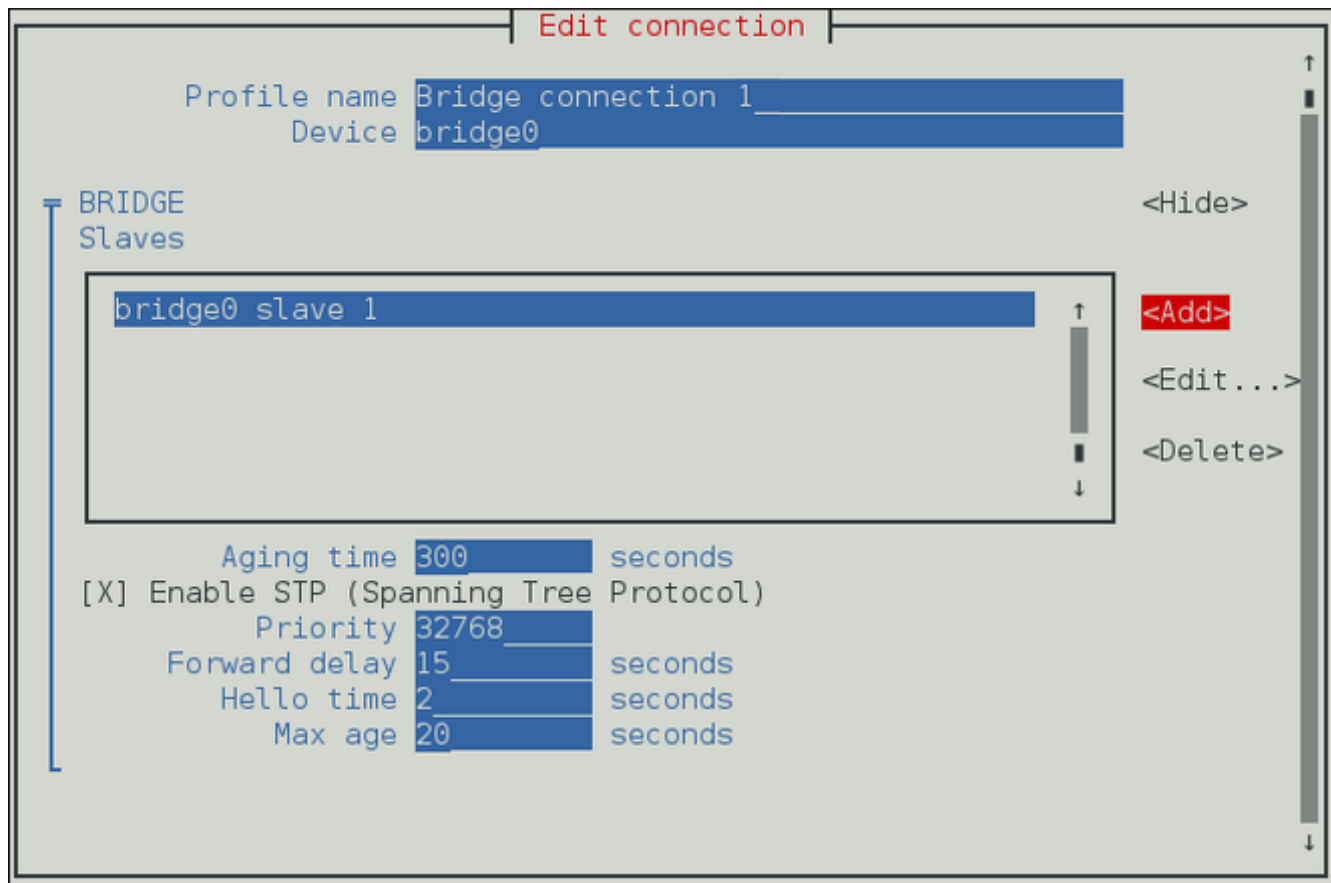 Edit connection
Profile name Bridge connection 1
Device bridge0
BRIDGE <Hide>
Slaves
bridge0 slave 1 <Add>
<Edit...>
<Delete>
Aging time 300 seconds
[X] Enable STP (Spanning Tree Protocol)
Priority 32768
Forward delay 15 seconds
Hello time 2 seconds
Max age 20 seconds